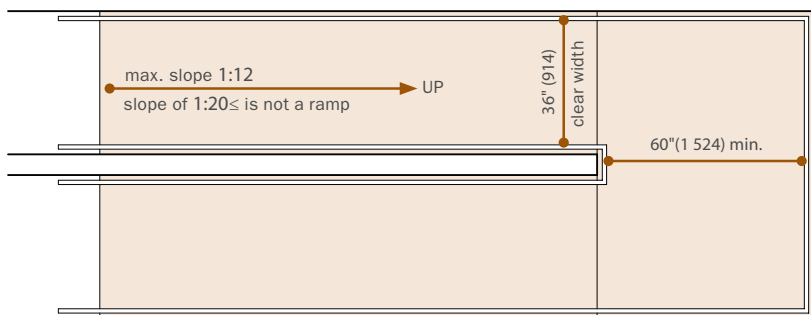 max. slope 1:12
UP
slope of 1:20≤ is not a ramp
36" (914)
clear width
60"(1 524) min.